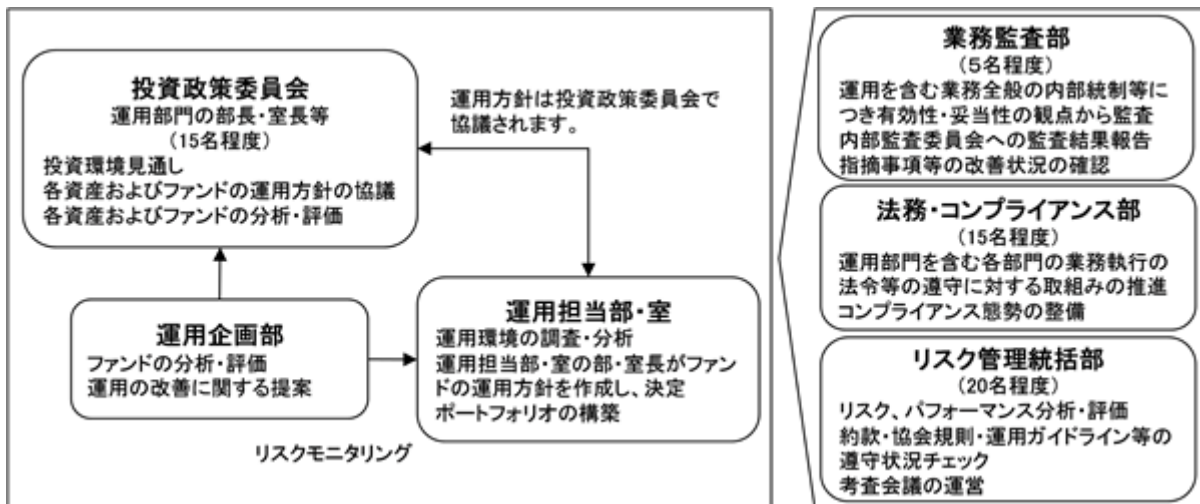 投資政策委員会
運用部門の部長・室長等
(15名程度)
投資環境見通し
各資産およびファンドの運用方針の協議
各資産およびファンドの分析・評価
運用方針は投資政策委員会で
協議されます。
運用企画部
ファンドの分析・評価
運用の改善に関する提案
運用担当部・室
運用環境の調査・分析
運用担当部・室の部・室長がファン
ドの運用方針を作成し、決定
ポートフォリオの構築
リスクモニタリング
業務監査部
(5名程度)
運用を含む業務全般の内部統制等に
つき有効性・妥当性の観点から監査
内部監査委員会への監査結果報告
指摘事項等の改善状況の確認
法務・コンプライアンス部
(15名程度)
運用部門を含む各部門の業務執行の
法令等の遵守に対する取組みの推進
コンプライアンス態勢の整備
リスク管理統括部
(20名程度)
リスク、パフォーマンス分析・評価
約款・協会規則・運用ガイドライン等の
遵守状況チェック
考査会議の運営